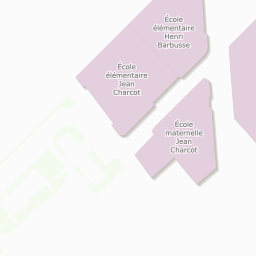 École
élémentaire
Henri
Barbusse
École
élémentaire
Jean
Charcot
École
maternelle
Jean
Charcot